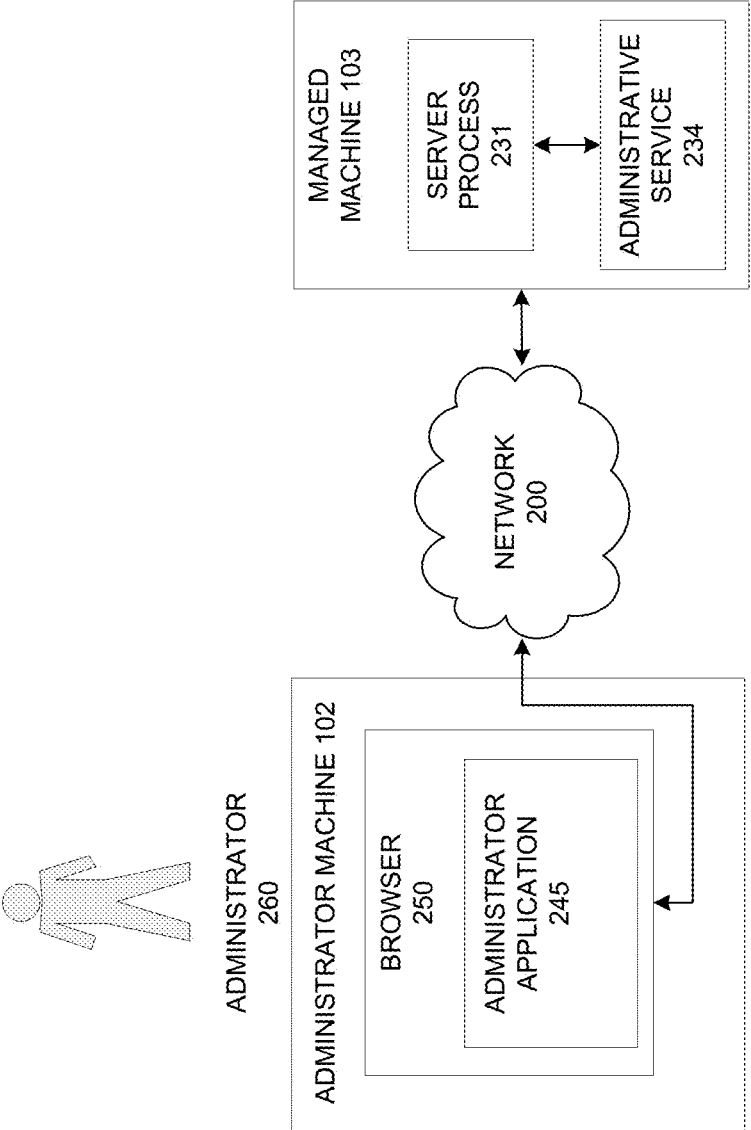 ADMINISTRATOR
260
ADMINISTRATOR MACHINE 102
BROWSER
250
ADMINISTRATOR
APPLICATION
245
NETWORK
200
MANAGED
MACHINE 103
SERVER
PROCESS
231
ADMINISTRATIVE
SERVICE
234